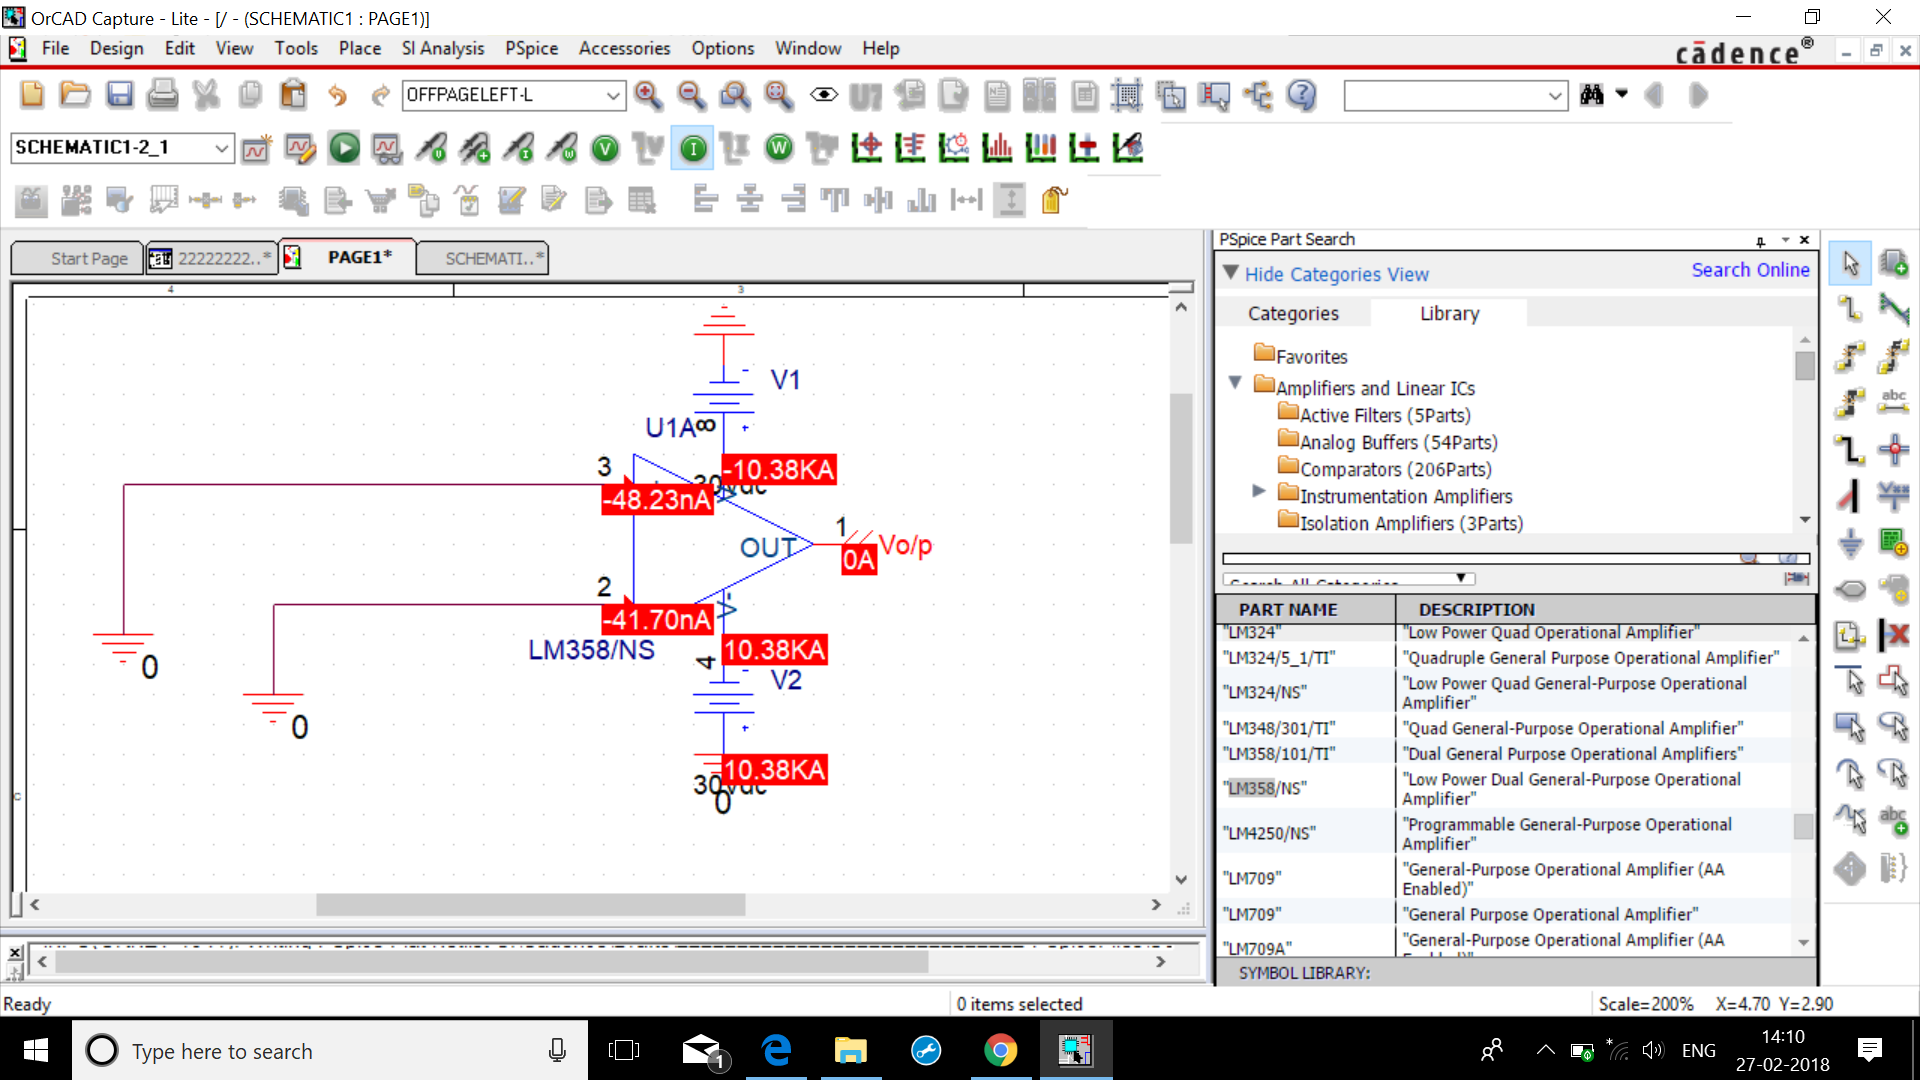 OrCAD Capture - Lite - [/ - (SCHEMATIC1 : PAGE1)]
File Design Edit View Tools Place SI Analysis PSpice Accessories Options Window Help
cādence®
OFFPAGELEFT-L
SCHEMATIC1-2_1
Start Page
22222222..*
PAGE1*
SCHEMATI..*
4
3
V1
U1A
8
-10.38KA
3
-48.23nA
OUT
1
Vo/p
0A
2
V-
-41.70nA
LM358/NS
4
10.38KA
V2
0
0
10.38KA
0
C
PSpice Part Search
Hide Categories View
Search Online
Categories
Library
Favorites
Amplifiers and Linear ICs
Active Filters (5Parts)
Analog Buffers (54Parts)
Comparators (206Parts)
Instrumentation Amplifiers
Isolation Amplifiers (3Parts)
Search All Categories
PART NAME DESCRIPTION
"LM324" "Low Power Quad Operational Amplifier"
"LM324/5_1/TI" "Quadruple General Purpose Operational Amplifier"
"LM324/NS" "Low Power Quad General-Purpose Operational
Amplifier"
"LM348/301/TI" "Quad General-Purpose Operational Amplifier"
"LM358/101/TI" "Dual General Purpose Operational Amplifiers"
"LM358/NS" "Low Power Dual General-Purpose Operational
Amplifier"
"LM4250/NS" "Programmable General-Purpose Operational
Amplifier"
"LM709" "General-Purpose Operational Amplifier (AA
Enabled)"
"LM709" "General Purpose Operational Amplifier"
"LM709A" "General-Purpose Operational Amplifier (AA
SYMBOL LIBRARY:
Ready
0 items selected
Scale=200% X=4.70 Y=2.90
Type here to search
1
ENG
14:10
27-02-2018